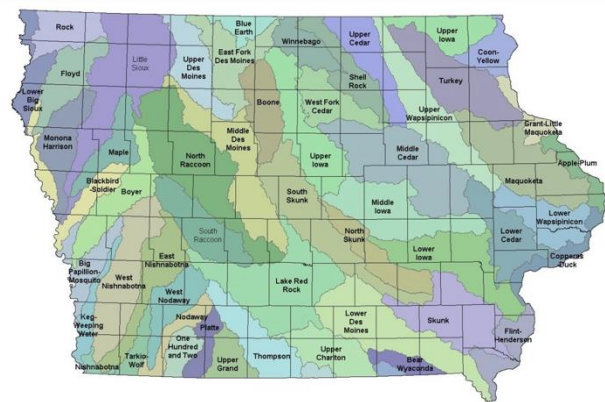 Rock
Blue
Earth
Upper
Iowa
Little
Sioux
Winnebago
Upper
Cedar
Coon-
Yellow
Floyd
Upper
Des Moines
East Fork
Des Moines
Lower
Big
Sioux
Shell
Rock
Turkey
Boone
West Fork
Cedar
Upper
Wapsipinicon
Grant-Little
Maquoketa
Monona
Harrison
Maple
North
Raccoon
Middle
Des Moines
Upper
Iowa
Middle
Cedar
Apple-Plum
Maquoketa
Blackbird
-Soldier
Boyer
South
Skunk
Middle
Iowa
Lower
Wapsipinicon
South
Raccoon
North
Skunk
Lower
Cedar
Lower
Iowa
Copperas
Duck
Big
Papillion-
Mosquito
West
Nishnabotna
East
Nishnabotna
West
Nodaway
Lake Red
Rock
Keg-
Weeping
Water
Nodaway
Platte
Lower
Des Moines
Skunk
Flint-
Henderson
One
Hundred
and Two
Nishnabotna
Tarkio-
Wolf
Upper
Grand
Thompson
Upper
Chariton
Bear
Wyaconda